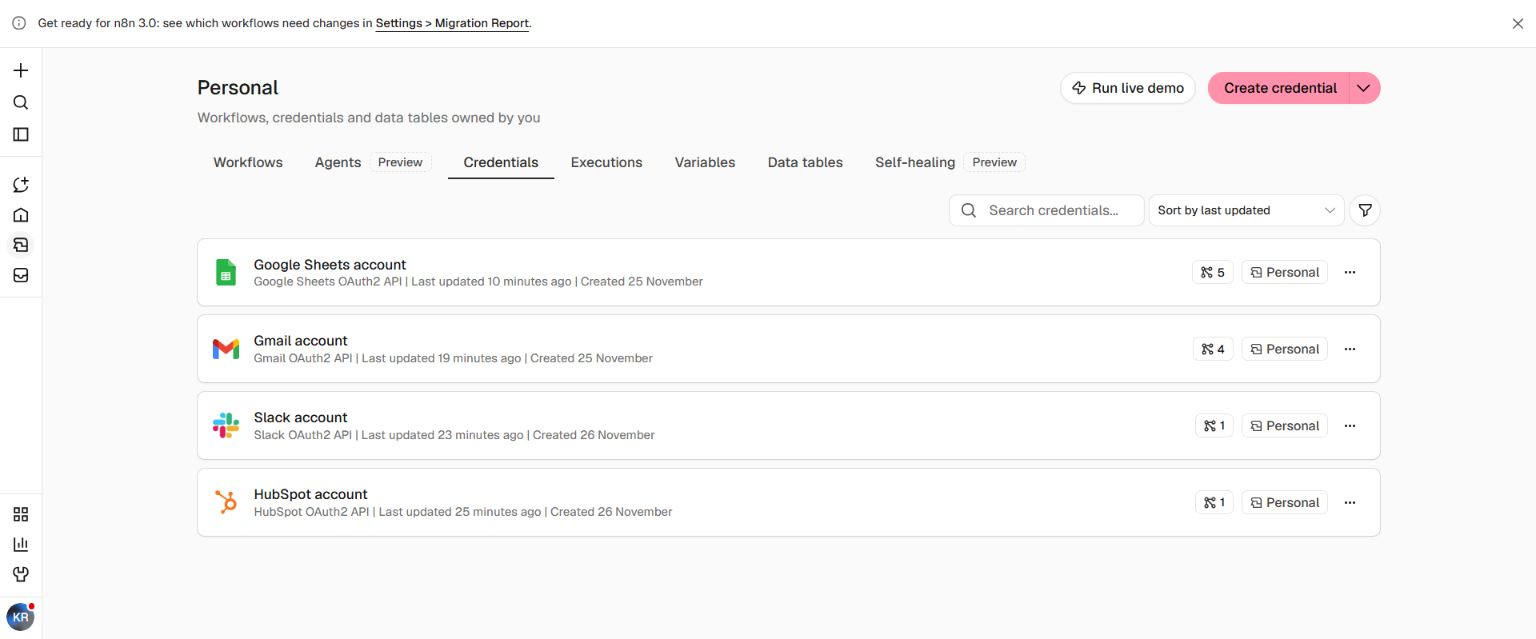 Get ready for n8n 3.0: see which workflows need changes in Settings > Migration Report.
Personal
Run live demo
Create credential
Workflows, credentials and data tables owned by you
Workflows
Agents
Preview
Credentials
Executions
Variables
Data tables
Self-healing
Preview
Search credentials...
Sort by last updated
Google Sheets account
Google Sheets OAuth2 API | Last updated 10 minutes ago | Created 25 November
5
Personal
Gmail account
Gmail OAuth2 API | Last updated 19 minutes ago | Created 25 November
4
Personal
Slack account
Slack OAuth2 API | Last updated 23 minutes ago | Created 26 November
1
Personal
HubSpot account
HubSpot OAuth2 API | Last updated 25 minutes ago | Created 26 November
1
Personal
KR